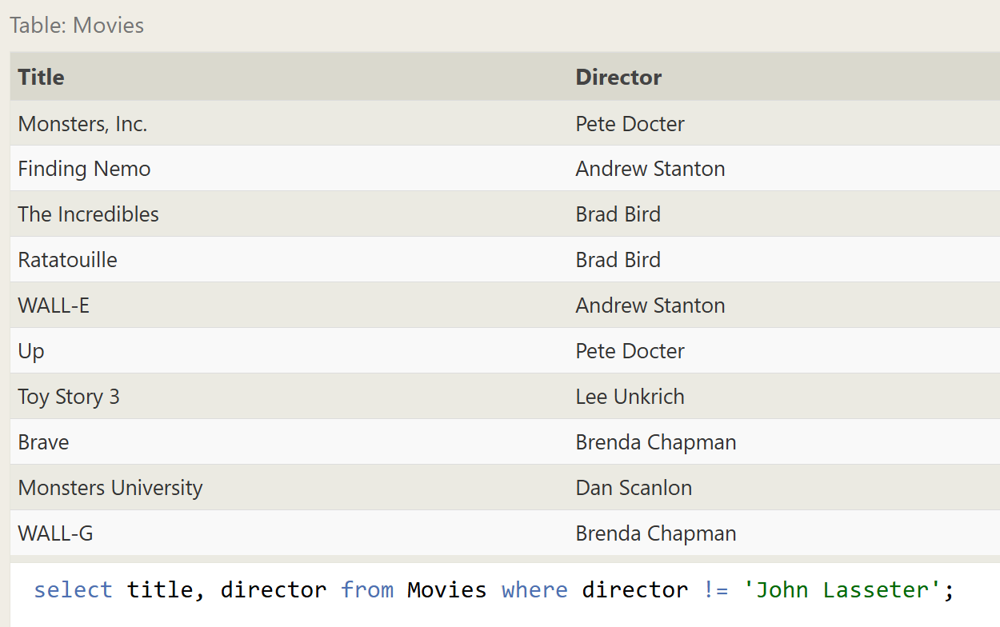 Table: Movies
Title Director
Monsters, Inc. Pete Docter
Finding Nemo Andrew Stanton
The Incredibles Brad Bird
Ratatouille Brad Bird
WALL-E Andrew Stanton
Up Pete Docter
Toy Story 3 Lee Unkrich
Brave Brenda Chapman
Monsters University Dan Scanlon
WALL-G Brenda Chapman
select title, director from Movies where director != 'John Lasseter';